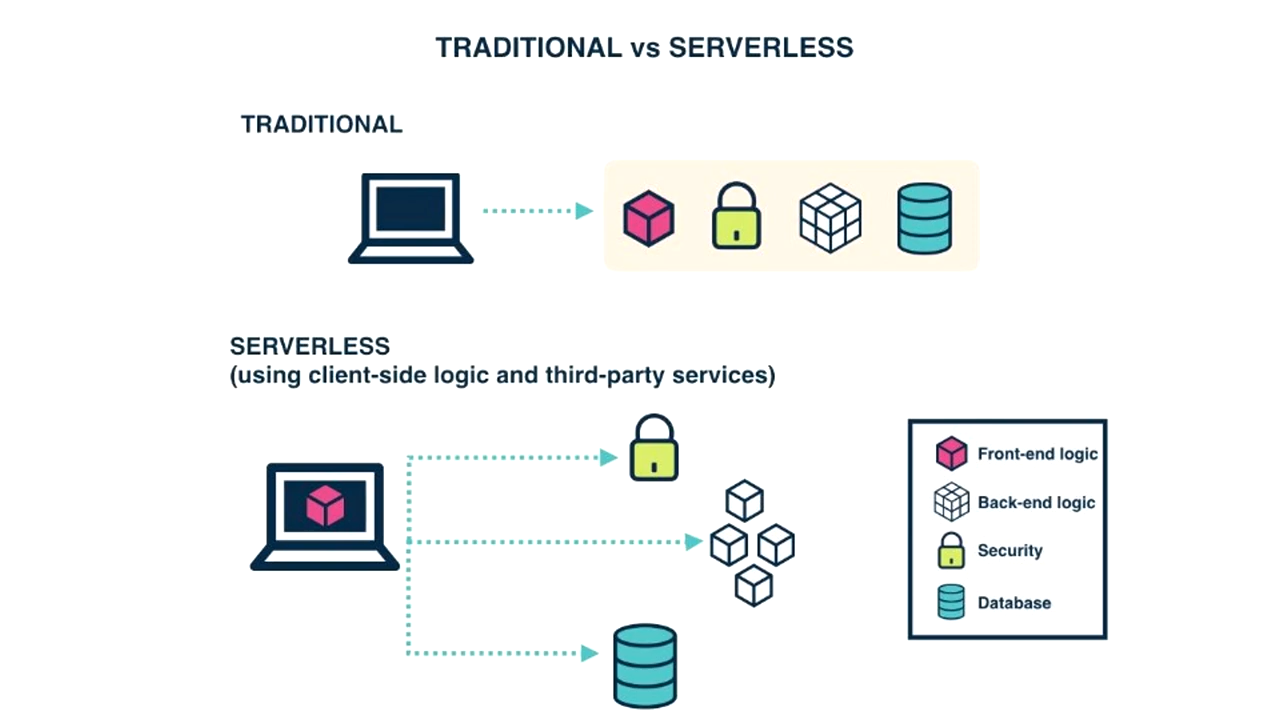 TRADITIONAL vs SERVERLESS
TRADITIONAL
SERVERLESS
(using client-side logic and third-party services)
Front-end logic
Back-end logic
Security
Database